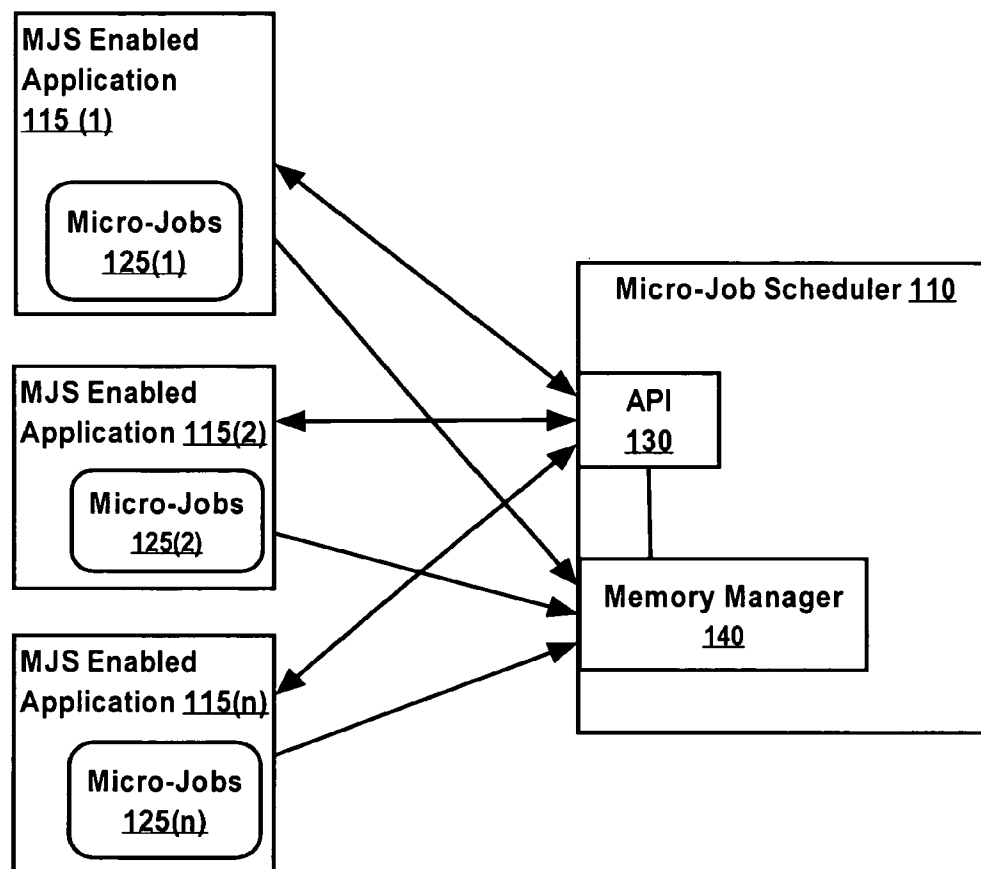 MJS Enabled
Application
115 (1)
Micro-Jobs
125(1)
MJS Enabled
Application 115(2)
Micro-Jobs
125(2)
MJS Enabled
Application 115(n)
Micro-Jobs
125(n)
Micro-Job Scheduler 110
API
130
Memory Manager
140